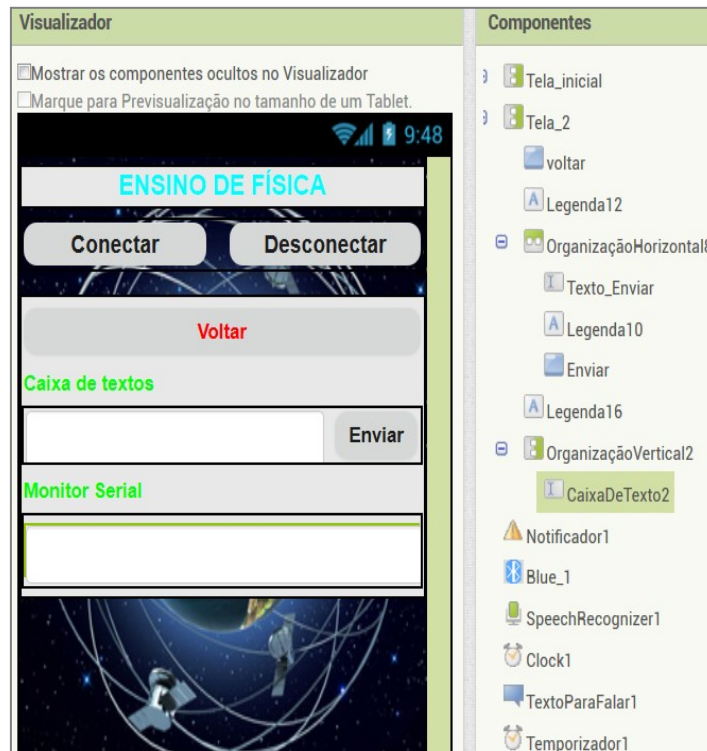 Visualizador
Mostrar os componentes ocultos no Visualizador
Marque para Previsualização no tamanho de um Tablet.
9:48
ENSINO DE FÍSICA
Conectar Desconectar
Voltar
Caixa de textos
Enviar
Monitor Serial
Componentes
Tela_inicial
Tela_2
voltar
Legenda12
OrganizaçãoHorizontal8
Texto_Enviar
Legenda10
Enviar
Legenda16
OrganizaçãoVertical2
CaixaDeTexto2
Notificador1
Blue_1
SpeechRecognizer1
Clock1
TextoParaFalar1
Temporizador1